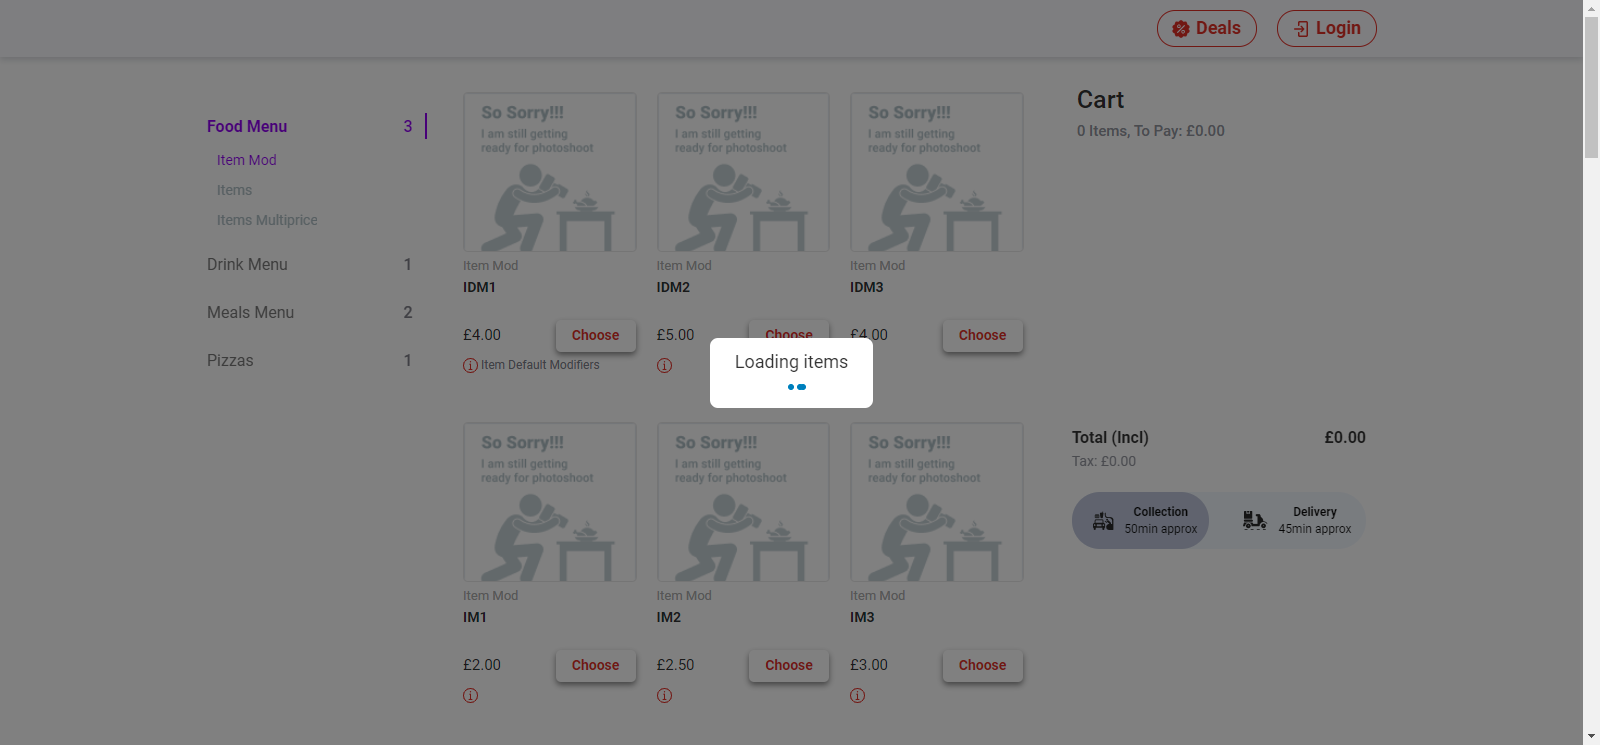 Deals
Login
Food Menu 3
Item Mod
Items
Items Multiprice
Drink Menu 1
Meals Menu 2
Pizzas 1
So Sorry!!!
I am still getting
ready for photoshoot
Item Mod
IDM1
£4.00 Choose
Item Default Modifiers
So Sorry!!!
I am still getting
ready for photoshoot
Item Mod
IDM2
£5.00 Choose
So Sorry!!!
I am still getting
ready for photoshoot
Item Mod
IDM3
£4.00 Choose
Loading items
So Sorry!!!
I am still getting
ready for photoshoot
Item Mod
IM1
£2.00 Choose
So Sorry!!!
I am still getting
ready for photoshoot
Item Mod
IM2
£2.50 Choose
So Sorry!!!
I am still getting
ready for photoshoot
Item Mod
IM3
£3.00 Choose
Cart
0 Items, To Pay: £0.00
Total (Incl) £0.00
Tax: £0.00
Collection
50min approx
Delivery
45min approx